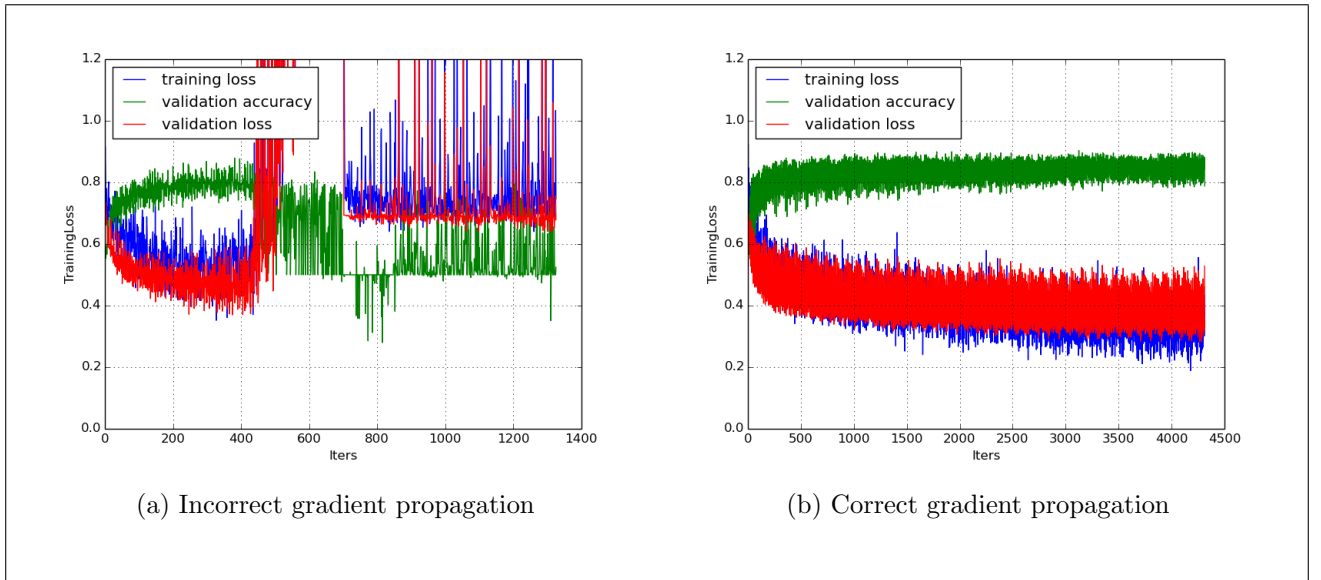 1.2
1.0
0.8
0.6
0.4
0.2
0.0
TrainingLoss
training loss
validation accuracy
validation loss
0 200 400 600 800 1000 1200 1400
Iters
(a) Incorrect gradient propagation
1.2
1.0
0.8
0.6
0.4
0.2
0.0
TrainingLoss
training loss
validation accuracy
validation loss
0 500 1000 1500 2000 2500 3000 3500 4000 4500
Iters
(b) Correct gradient propagation